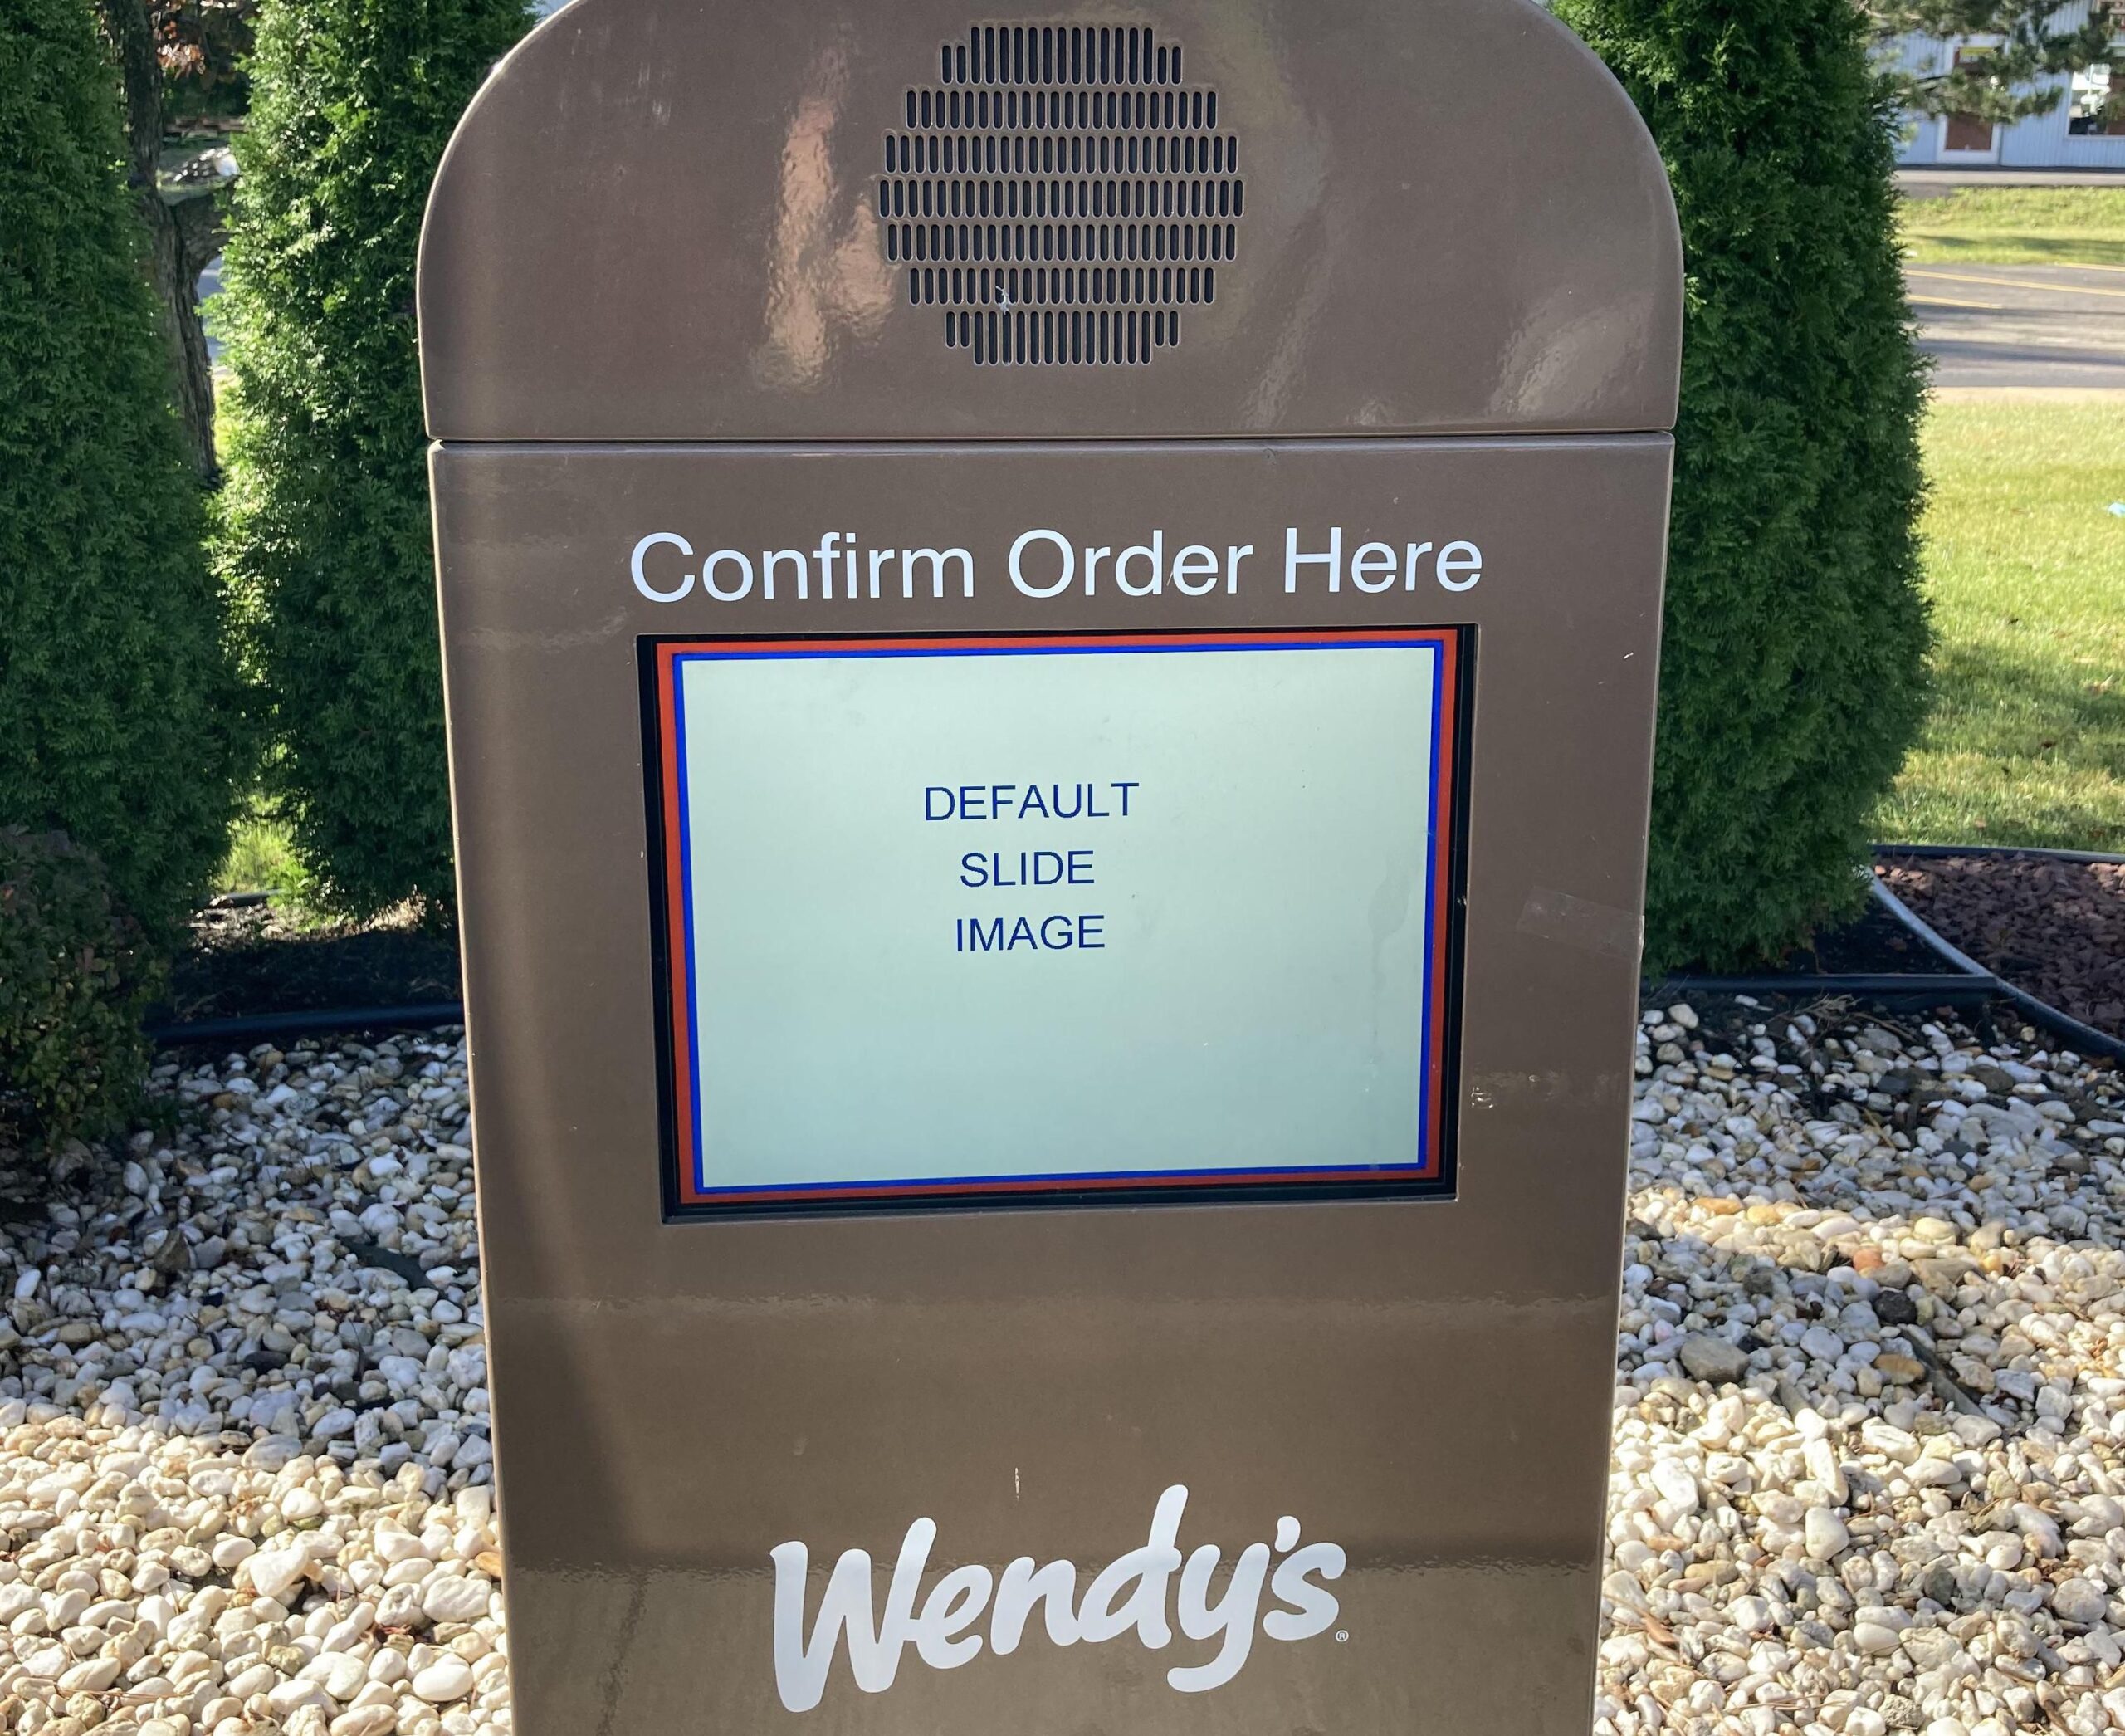 Confirm Order Here
DEFAULT
SLIDE
IMAGE
Wendy's®